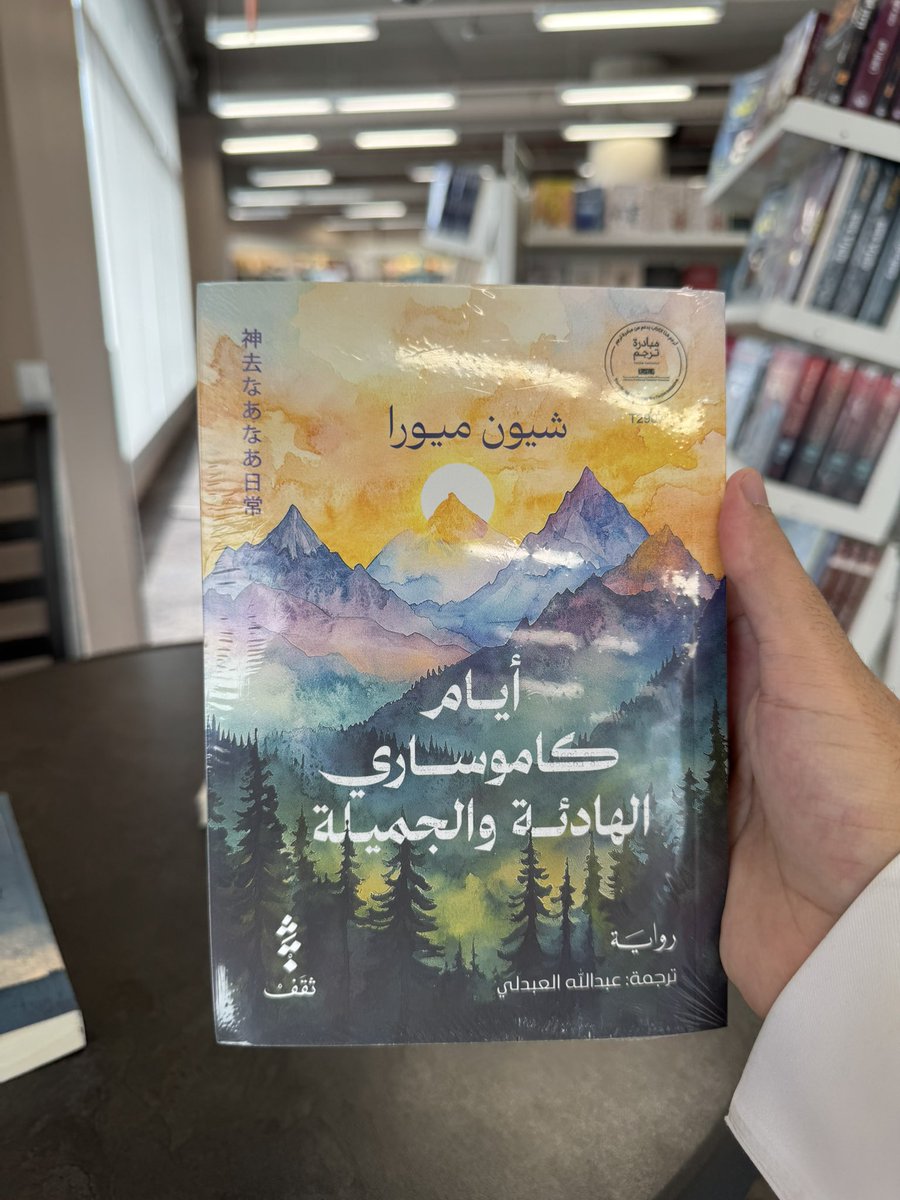 神去なあなあ日常
مبادرة
ترجم
شيون ميورا
أيام
كاموساري
الهادئة والجميلة
رواية
ترجمة: عبدالله العبدلي
ثقف